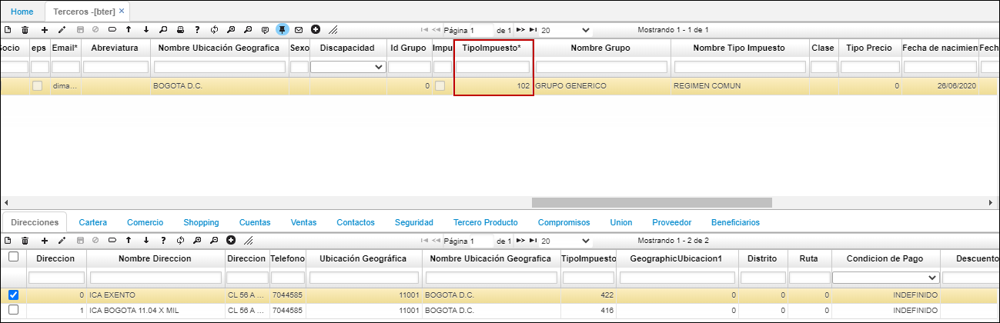 Home Terceros -[bter] ×
Página 1 de 1 20 Mostrando 1 - 1 de 1
Socio eps Email* Abreviatura Nombre Ubicación Geografica Sexo Discapacidad Id Grupo Impu TipoImpuesto* Nombre Grupo Nombre Tipo Impuesto Clase Tipo Precio Fecha de nacimien Fech
dima... BOGOTA D.C. 0 102 GRUPO GENERICO REGIMEN COMUN 0 26/06/2020
Direcciones Cartera Comercio Shopping Cuentas Ventas Contactos Seguridad Tercero Producto Compromisos Union Proveedor Beneficiarios
Página 1 de 1 20 Mostrando 1 - 2 de 2
Direccion Nombre Direccion Direccion Telefono Ubicación Geográfica Nombre Ubicación Geografica TipoImpuesto GeographicUbicacion1 Distrito Ruta Condicion de Pago Descuento
0 ICA EXENTO CL 56 A ... 7044585 11001 BOGOTA D.C. 422 0 0 0 INDEFINIDO
1 ICA BOGOTA 11.04 X MIL CL 56 A ... 7044585 11001 BOGOTA D.C. 416 0 0 0 INDEFINIDO